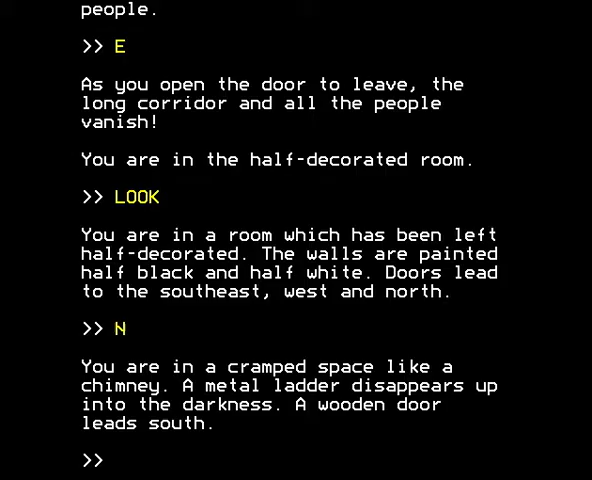 people.
>> E
As you open the door to leave, the
long corridor and all the people
vanish!
You are in the half-decorated room.
>> LOOK
You are in a room which has been left
half-decorated. The walls are painted
half black and half white. Doors lead
to the southeast, west and north.
>> N
You are in a cramped space like a
chimney. A metal ladder disappears up
into the darkness. A wooden door
leads south.
>>